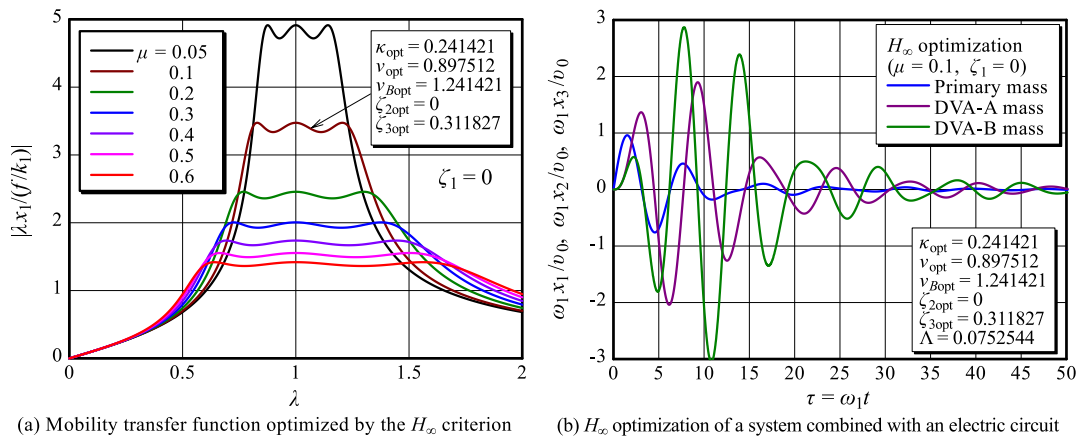 5
4
3
2
1
0
|λx₁/(f/k₁)|
μ = 0.05
0.1
0.2
0.3
0.4
0.5
0.6
κopt = 0.241421
νopt = 0.897512
νBopt = 1.241421
ζ2opt = 0
ζ3opt = 0.311827
ζ₁ = 0
0 0.5 1 1.5 2
λ
(a) Mobility transfer function optimized by the H∞ criterion
ω₁x₁/υ₀, ω₁x₂/υ₀, ω₁x₃/υ₀
3
2
1
0
-1
-2
-3
H∞ optimization
(μ = 0.1, ζ₁ = 0)
Primary mass
DVA-A mass
DVA-B mass
κopt = 0.241421
νopt = 0.897512
νBopt = 1.241421
ζ2opt = 0
ζ3opt = 0.311827
Λ = 0.0752544
0 5 10 15 20 25 30 35 40 45 50
τ = ω₁t
(b) H∞ optimization of a system combined with an electric circuit